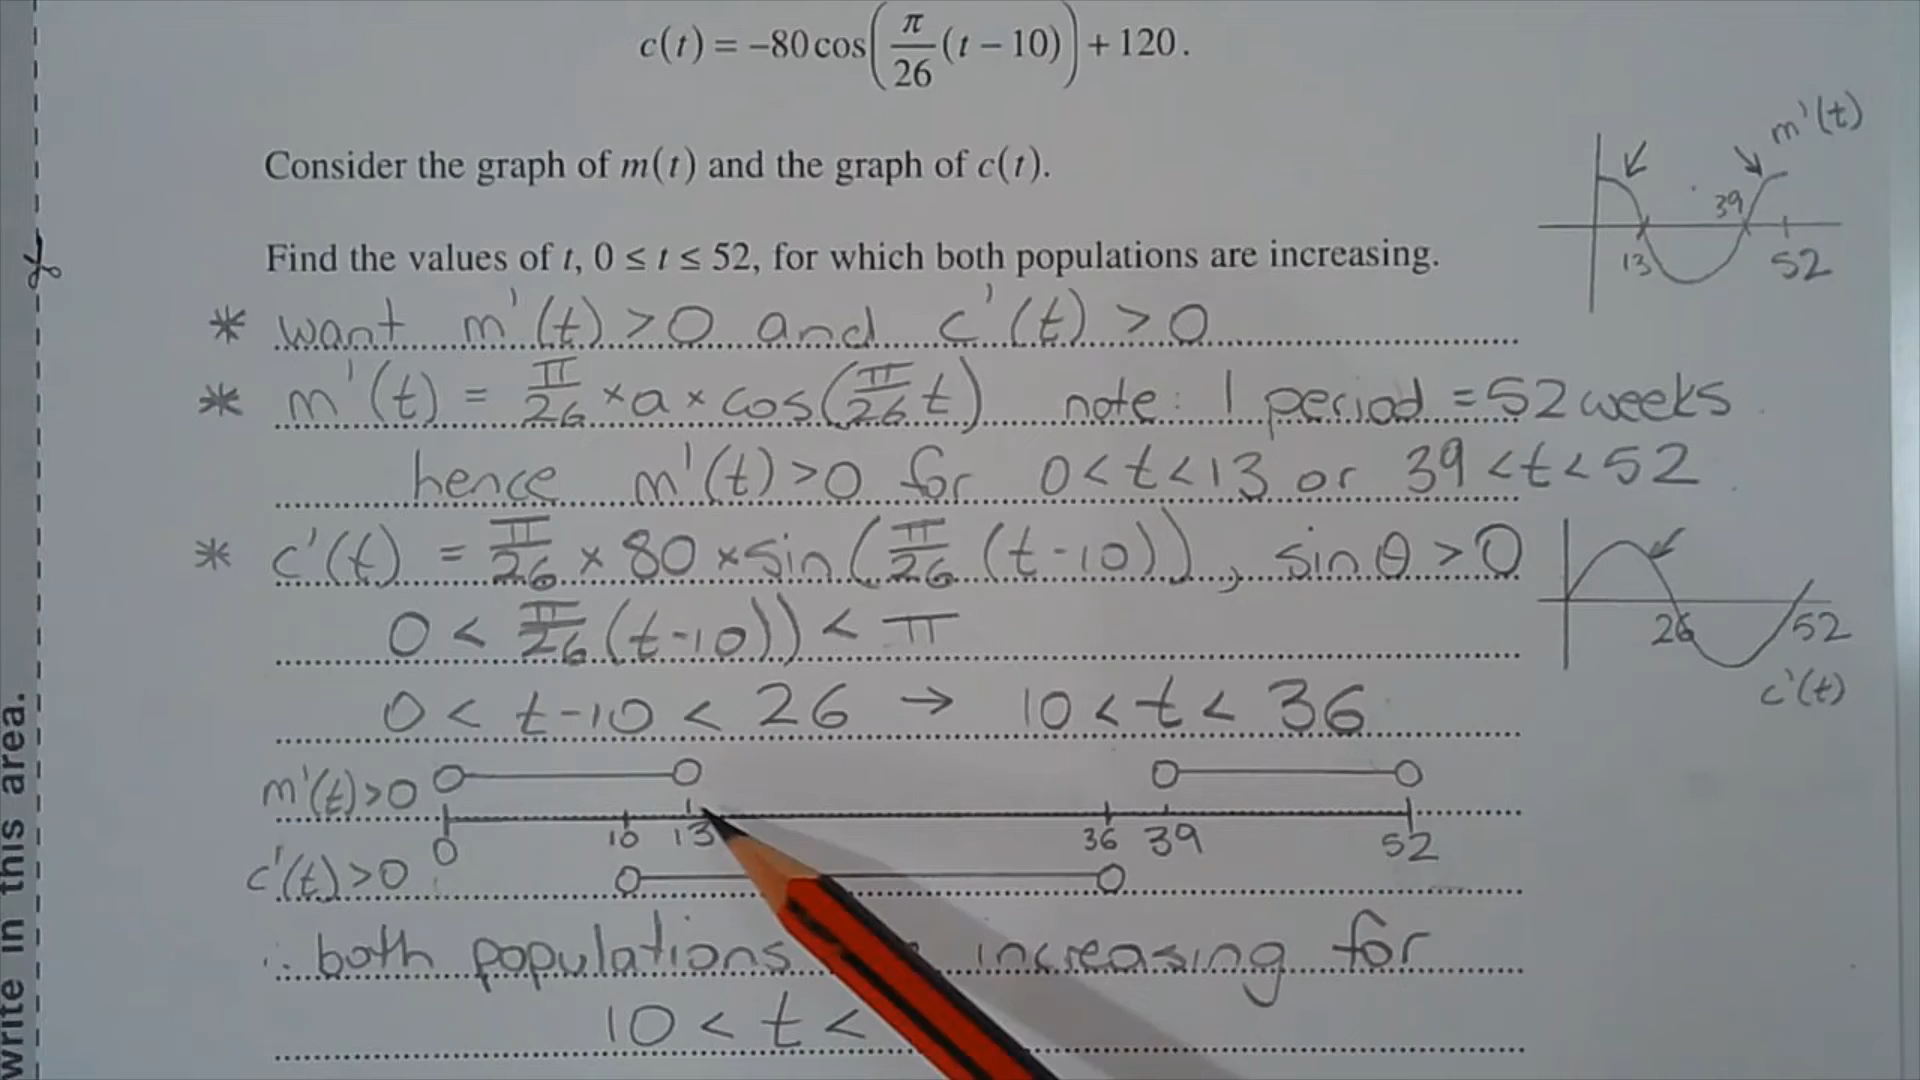 c(t) = −80cos(π/26 (t − 10)) + 120.
m'(t)
39
13
52
Consider the graph of m(t) and the graph of c(t).
Find the values of t, 0 ≤ t ≤ 52, for which both populations are increasing.
* want m'(t) > 0 and c'(t) > 0
* m'(t) = π/26 × a × cos(π/26 t) note: 1 period = 52 weeks
hence m'(t) > 0 for 0 < t < 13 or 39 < t < 52
* c'(t) = π/26 × 80 × sin(π/26 (t - 10)), sin θ > 0
26
52
c'(t)
0 < π/26 (t - 10)) < π
0 < t - 10 < 26 → 10 < t < 36
m'(t) > 0
0 10 13 36 39 52
c'(t) > 0
∴ both populations increasing for
10 < t <
write in this area.